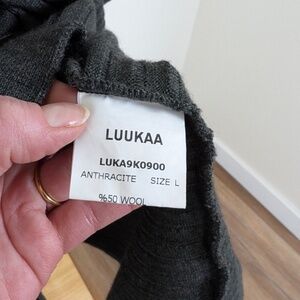 LUUKAA
LUKA9K0900
ANTHRACITE SIZE L
%50 WOOL